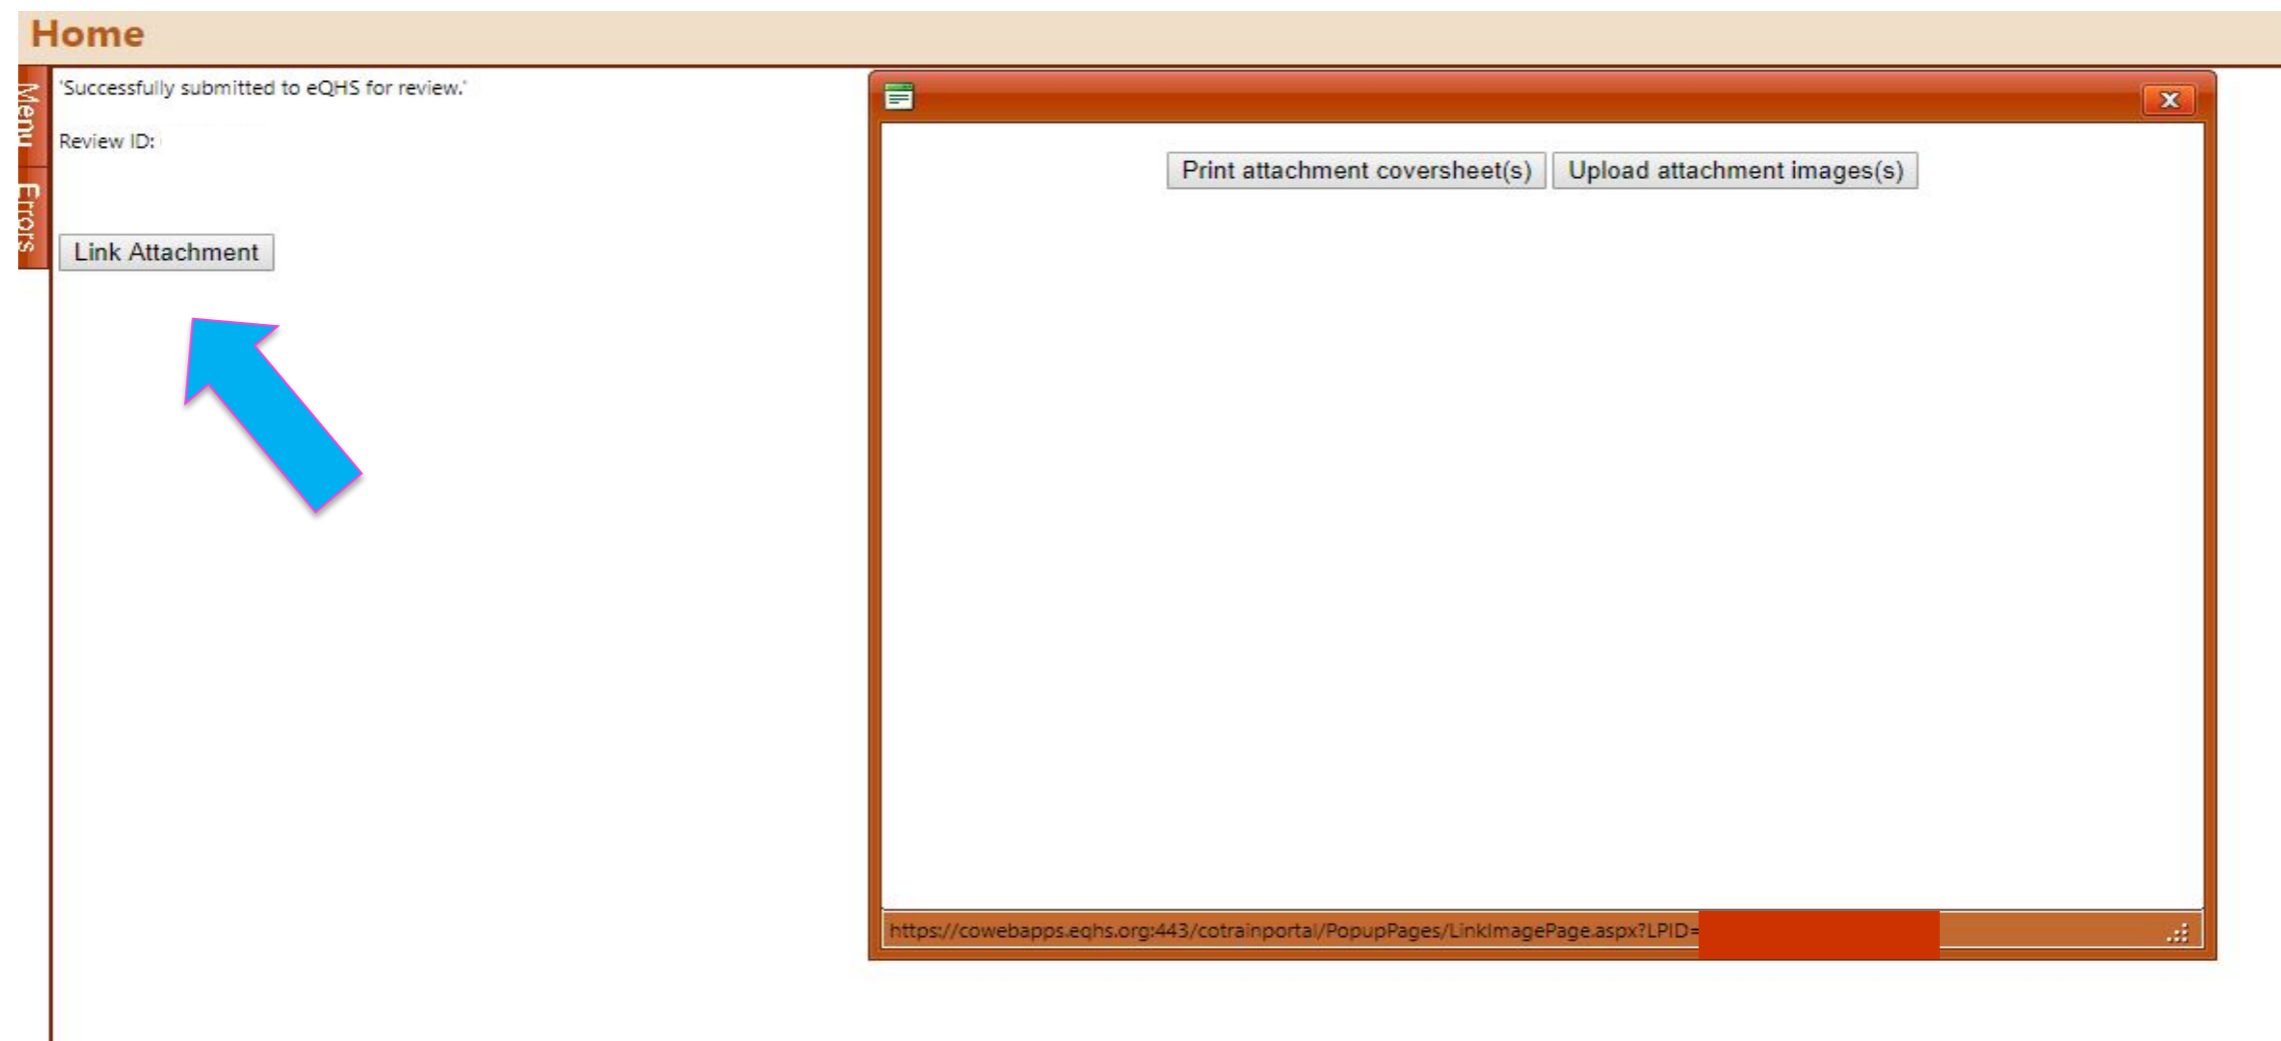 Home
Menu
Errors
'Successfully submitted to eQHS for review.'
Review ID:
Link Attachment
x
Print attachment coversheet(s)
Upload attachment images(s)
https://cowebapps.eqhs.org:443/cotrainportal/PopupPages/LinkImagePage.aspx?LPID=